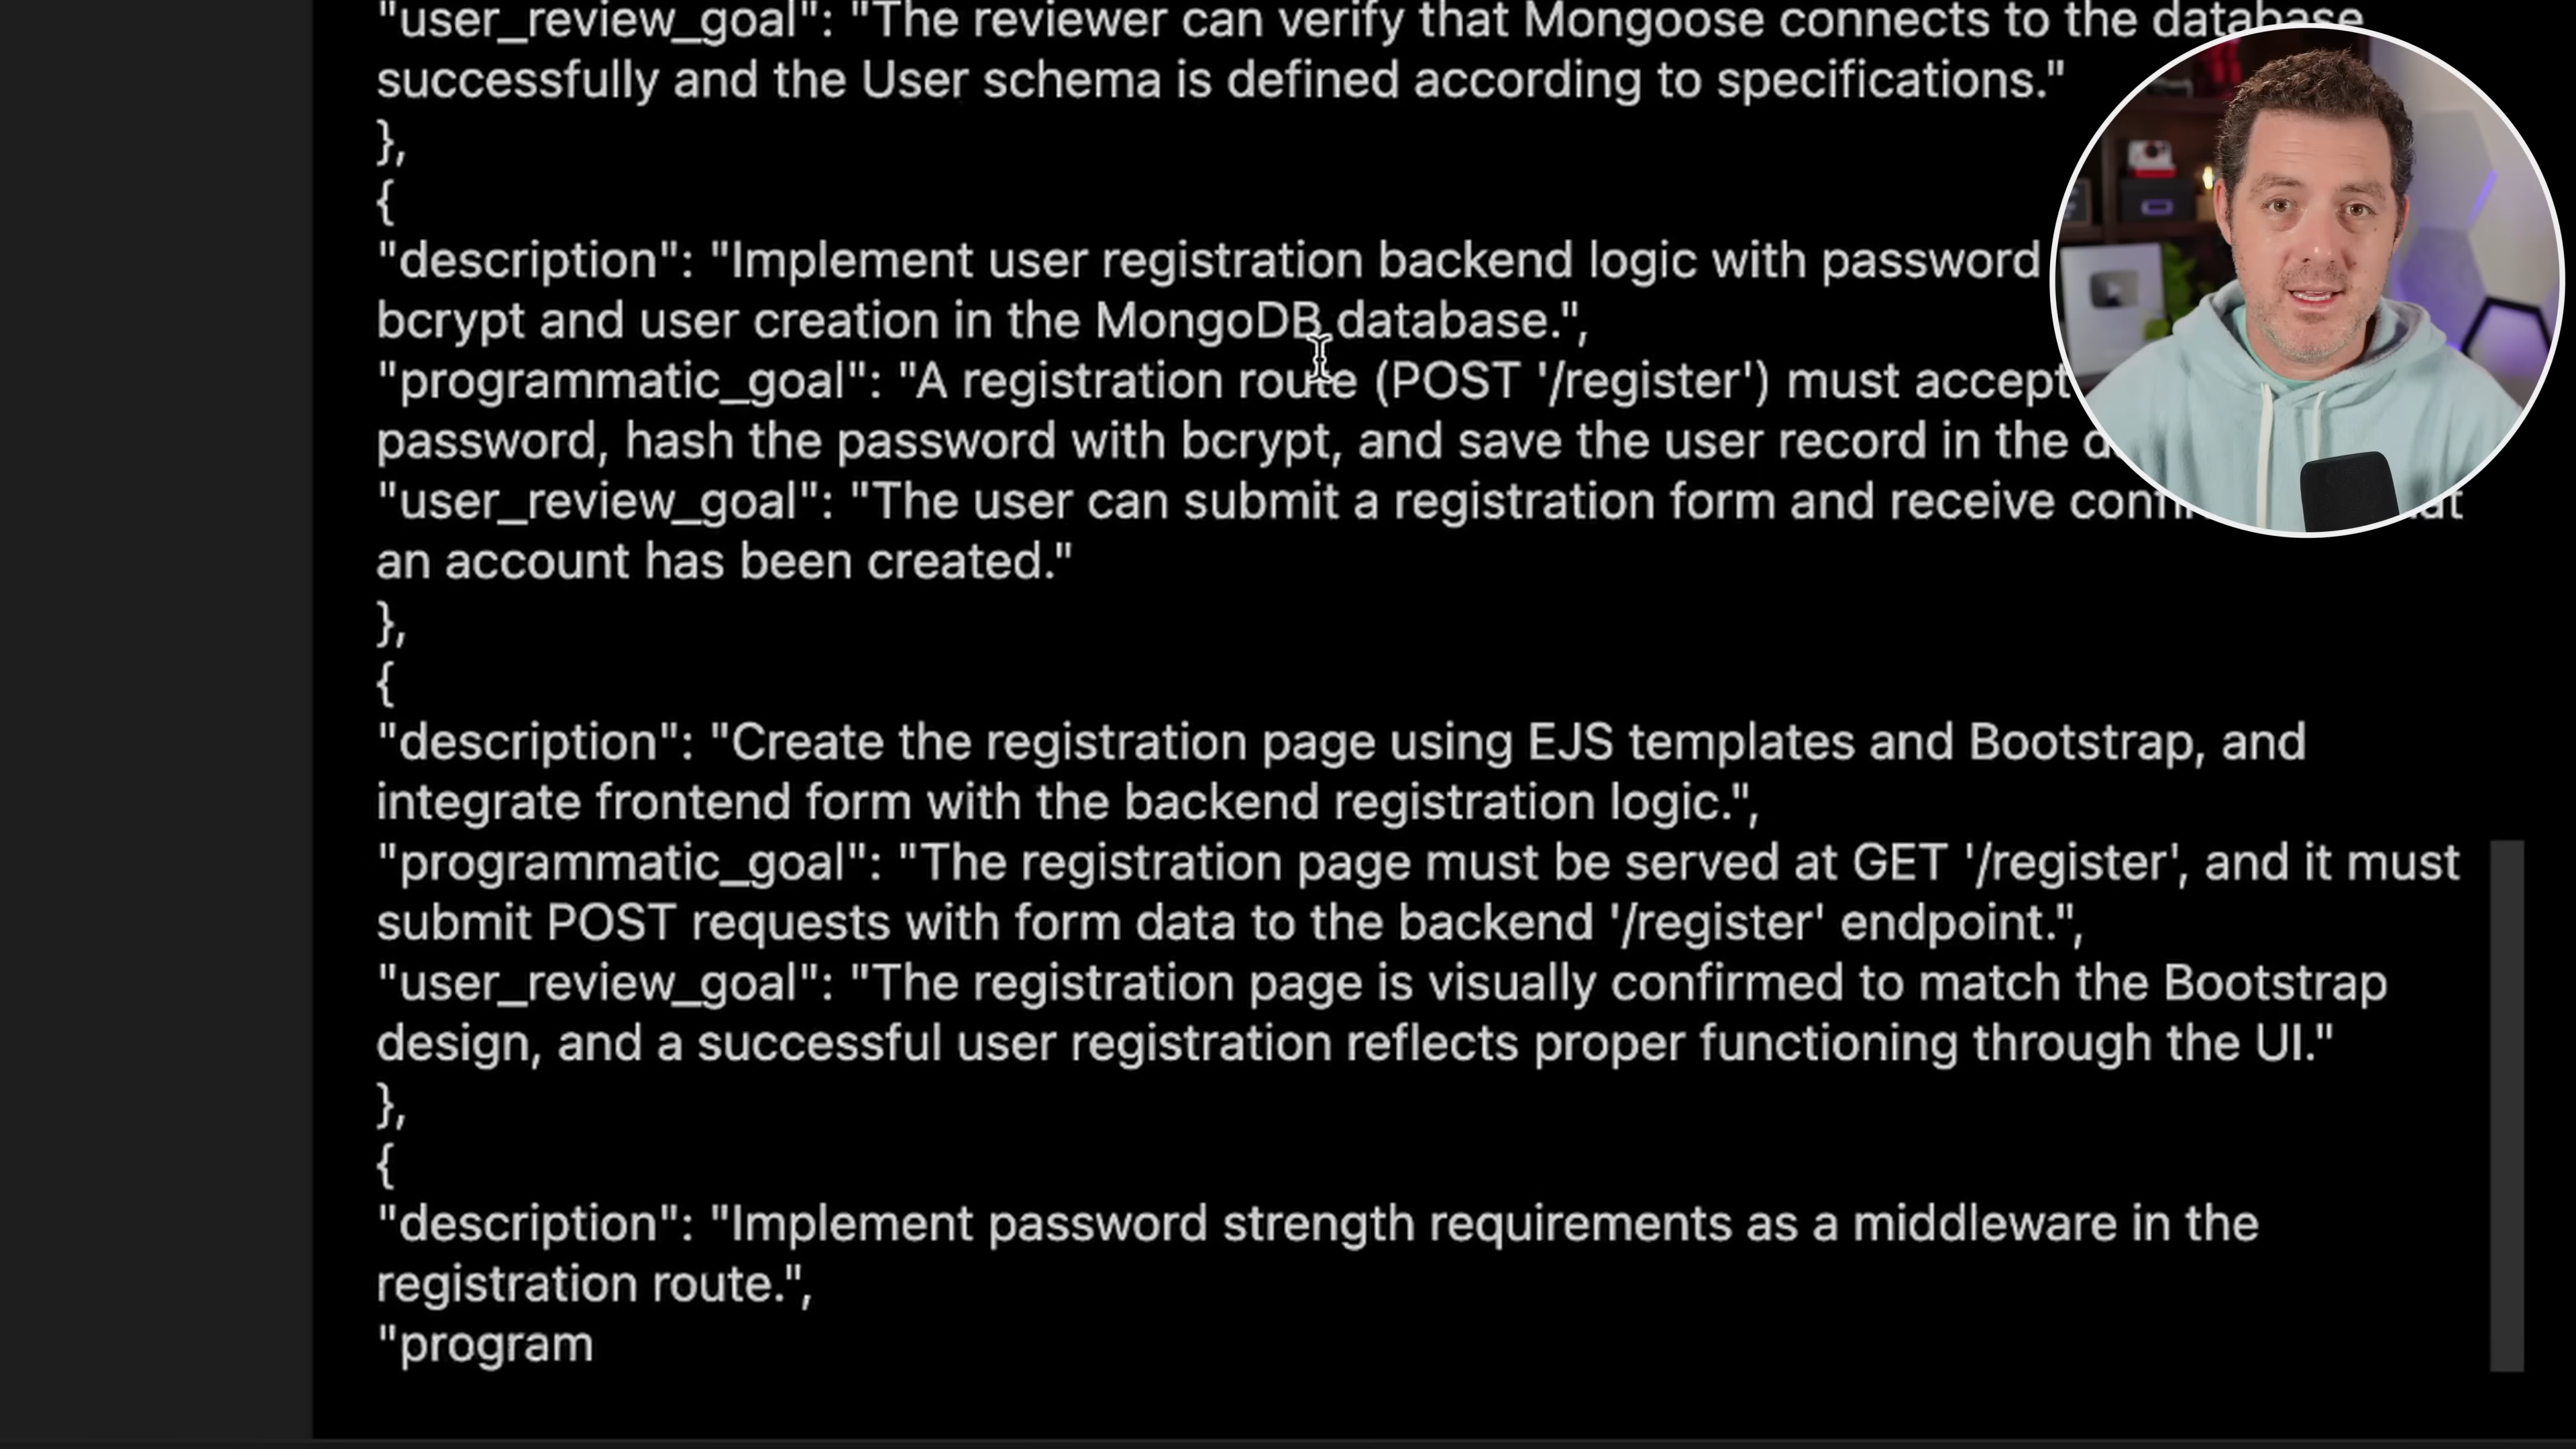 "user_review_goal": "The reviewer can verify that Mongoose connects to the database
successfully and the User schema is defined according to specifications."
},
{
"description": "Implement user registration backend logic with password
bcrypt and user creation in the MongoDB database.",
"programmatic_goal": "A registration route (POST '/register') must accept
password, hash the password with bcrypt, and save the user record in the
"user_review_goal": "The user can submit a registration form and receive
an account has been created."
},
{
"description": "Create the registration page using EJS templates and Bootstrap, and
integrate frontend form with the backend registration logic.",
"programmatic_goal": "The registration page must be served at GET '/register', and it must
submit POST requests with form data to the backend '/register' endpoint.",
"user_review_goal": "The registration page is visually confirmed to match the Bootstrap
design, and a successful user registration reflects proper functioning through the UI."
},
{
"description": "Implement password strength requirements as a middleware in the
registration route.",
"program